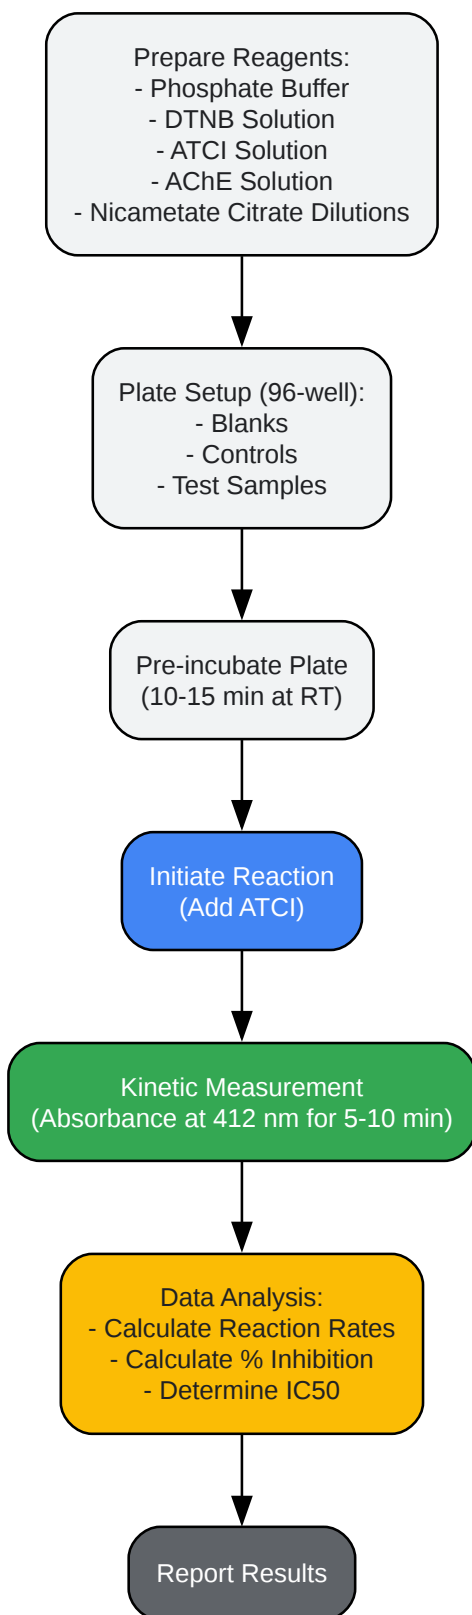 Prepare Reagents:
- Phosphate Buffer
- DTNB Solution
- ATCI Solution
- AChE Solution
- Nicametate Citrate Dilutions
Plate Setup (96-well):
- Blanks
- Controls
- Test Samples
Pre-incubate Plate
(10-15 min at RT)
Initiate Reaction
(Add ATCI)
Kinetic Measurement
(Absorbance at 412 nm for 5-10 min)
Data Analysis:
- Calculate Reaction Rates
- Calculate % Inhibition
- Determine IC50
Report Results